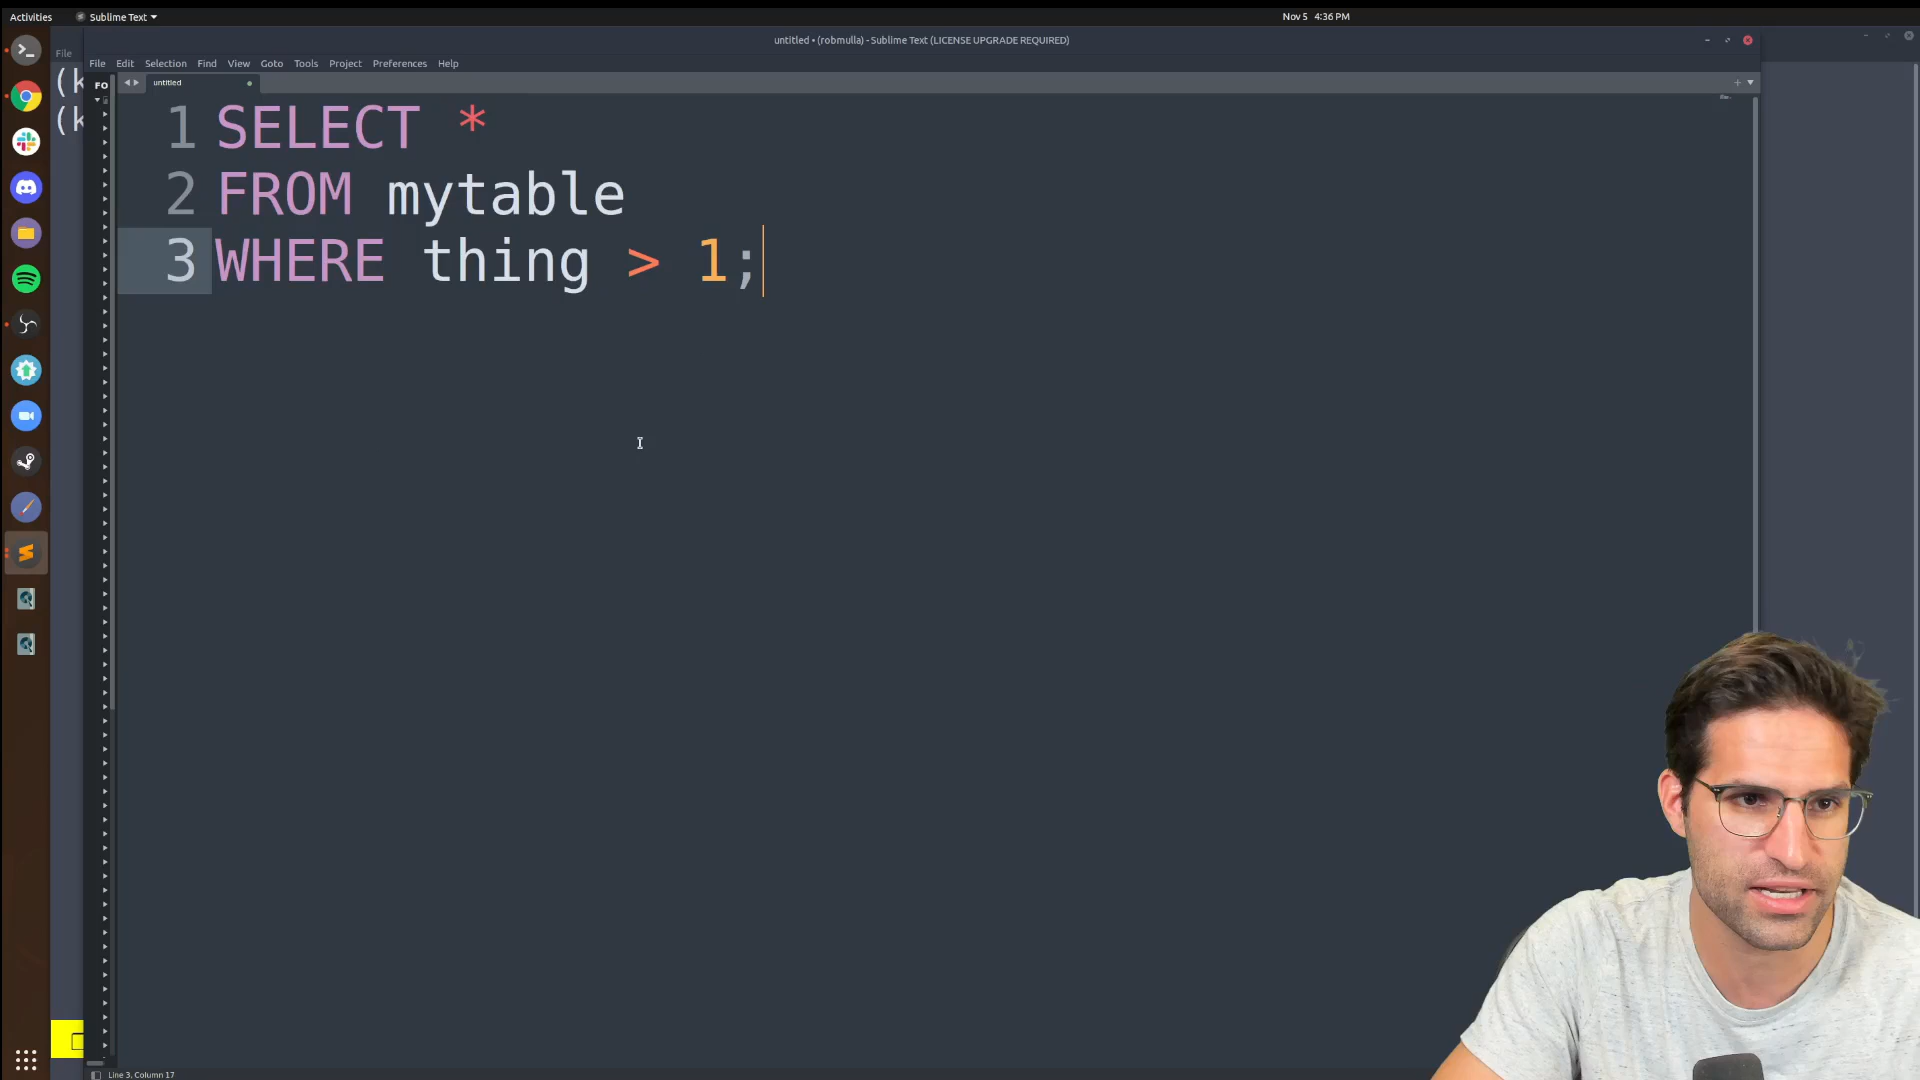 Activities
Sublime Text
Nov 5 4:36 PM
untitled • (robmulla) - Sublime Text (LICENSE UPGRADE REQUIRED)
File
File Edit Selection Find View Goto Tools Project Preferences Help
(k
(k
FO
untitled
1 SELECT *
2 FROM mytable
3 WHERE thing > 1;
Line 3, Column 17